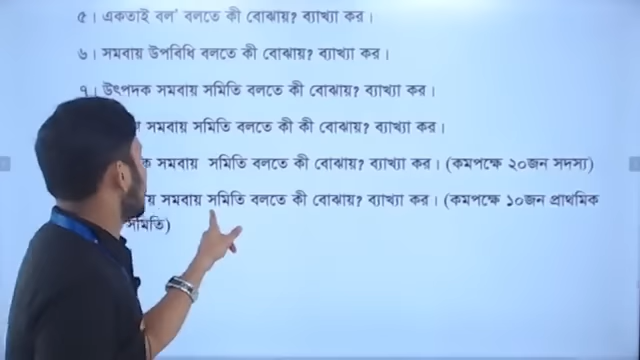 ৫। একতাই বল’ বলতে কী বোঝায়? ব্যাখ্যা কর।
৬। সমবায় উপবিধি বলতে কী বোঝায়? ব্যাখ্যা কর।
৭। উৎপদক সমবায় সমিতি বলতে কী বোঝায়? ব্যাখ্যা কর।
সমবায় সমিতি বলতে কী কী বোঝায়? ব্যাখ্যা কর।
সমবায় সমিতি বলতে কী বোঝায়? ব্যাখ্যা কর। (কমপক্ষে ২০জন সদস্য)
সমবায় সমিতি বলতে কী বোঝায়? ব্যাখ্যা কর। (কমপক্ষে ১০জন প্রাথমিক
সমিতি)